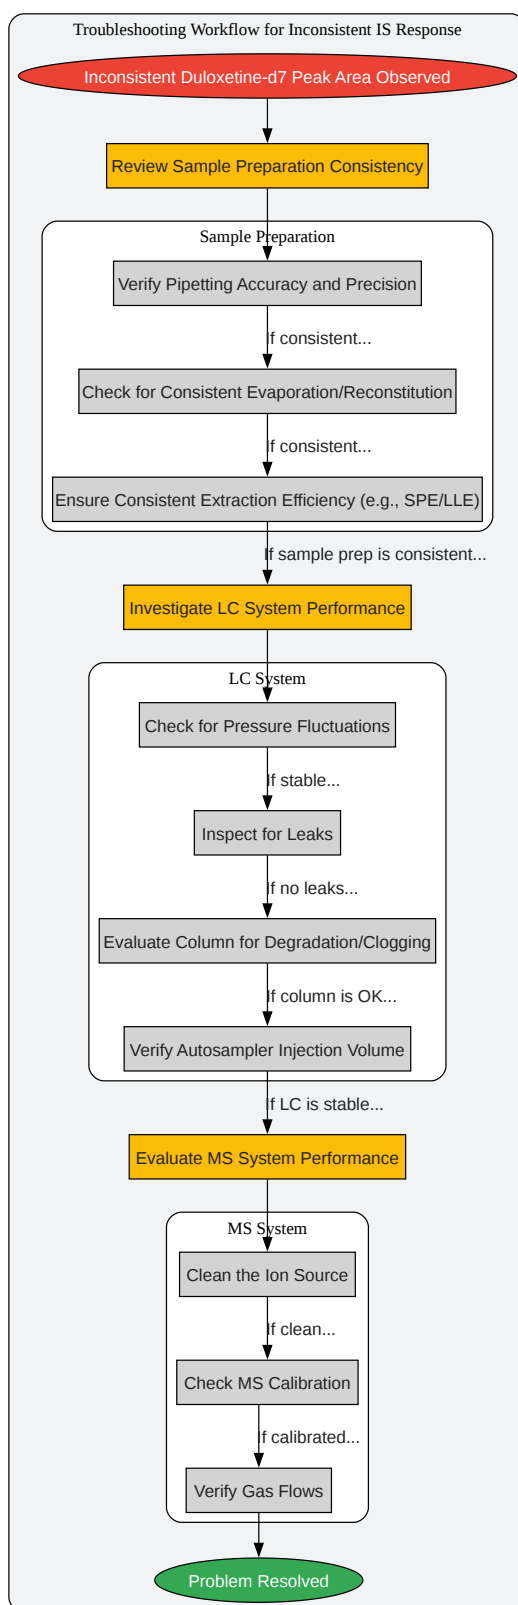 Troubleshooting Workflow for Inconsistent IS Response
Inconsistent Duloxetine-d7 Peak Area Observed
Review Sample Preparation Consistency
Sample Preparation
Verify Pipetting Accuracy and Precision
If consistent...
Check for Consistent Evaporation/Reconstitution
If consistent...
Ensure Consistent Extraction Efficiency (e.g., SPE/LLE)
If sample prep is consistent...
Investigate LC System Performance
LC System
Check for Pressure Fluctuations
If stable...
Inspect for Leaks
If no leaks...
Evaluate Column for Degradation/Clogging
If column is OK...
Verify Autosampler Injection Volume
If LC is stable...
Evaluate MS System Performance
MS System
Clean the Ion Source
If clean...
Check MS Calibration
If calibrated...
Verify Gas Flows
Problem Resolved